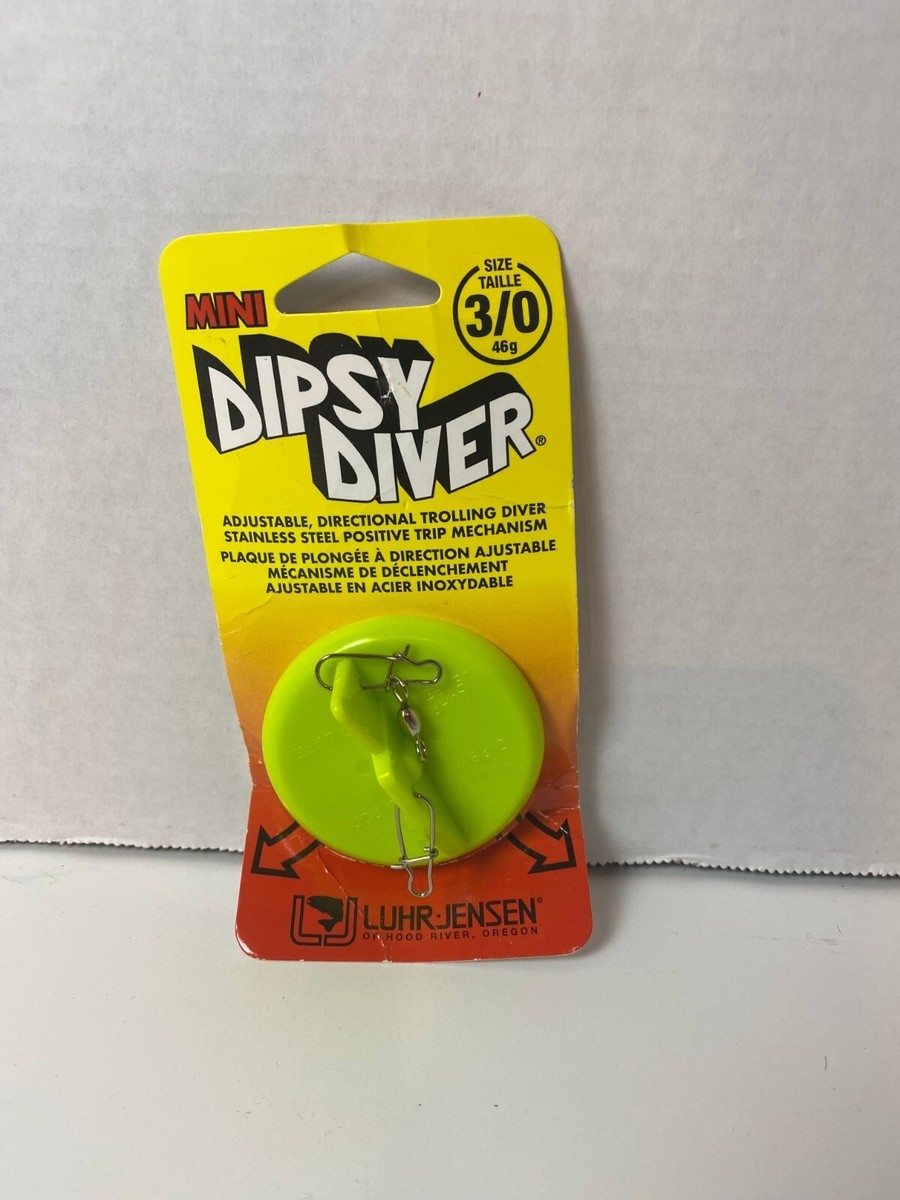 SIZE
TAILLE
3/0
46g
MINI
DIPSY
DIVER®
ADJUSTABLE, DIRECTIONAL TROLLING DIVER
STAINLESS STEEL POSITIVE TRIP MECHANISM
PLAQUE DE PLONGÉE À DIRECTION AJUSTABLE
MÉCANISME DE DÉCLENCHEMENT
AJUSTABLE EN ACIER INOXYDABLE
LJ LUHR·JENSEN®
OF HOOD RIVER, OREGON